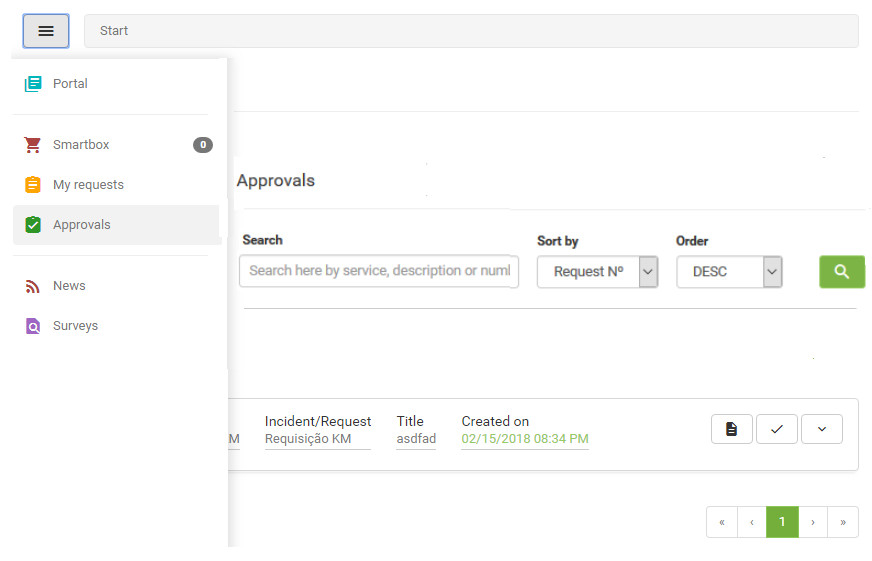 Start
Portal
Smartbox 0
My requests
Approvals
News
Surveys
Approvals
Search Sort by Order
Search here by service, description or num Request Nº DESC
Incident/Request Title Created on
M Requisição KM asdfad 02/15/2018 08:34 PM
« ‹ 1 › »